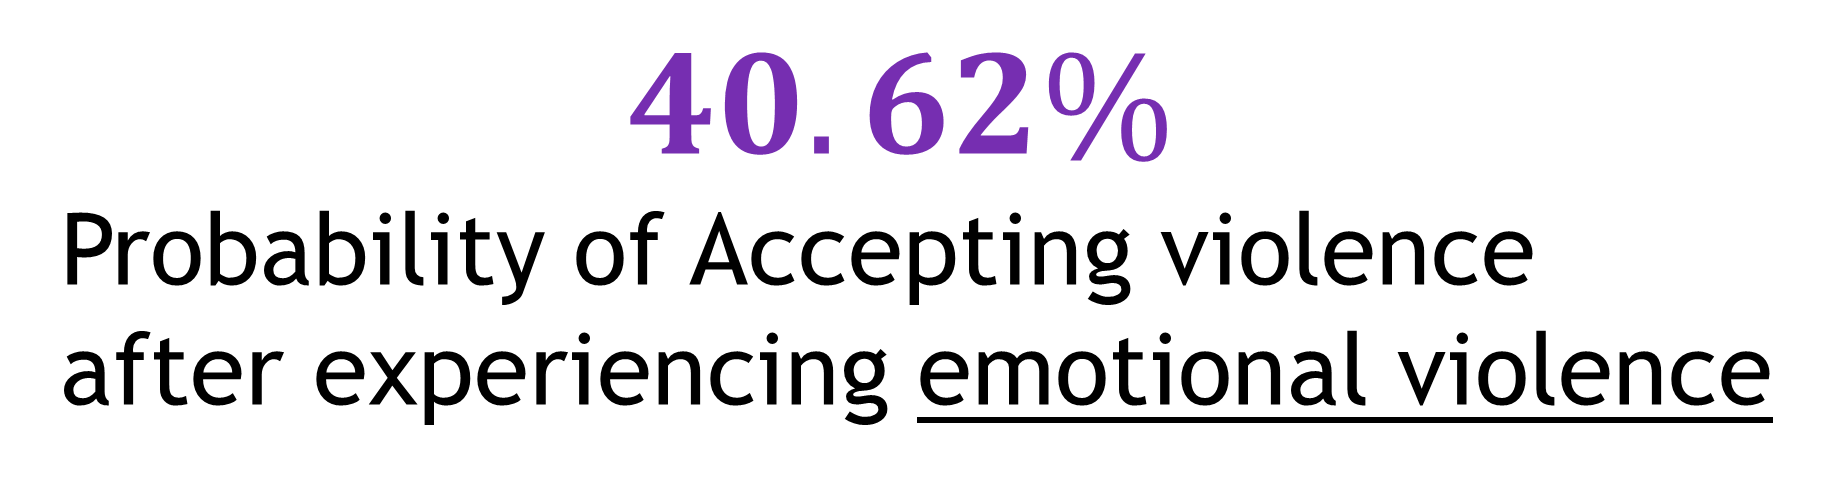 40.62%
Probability of Accepting violence
after experiencing emotional violence